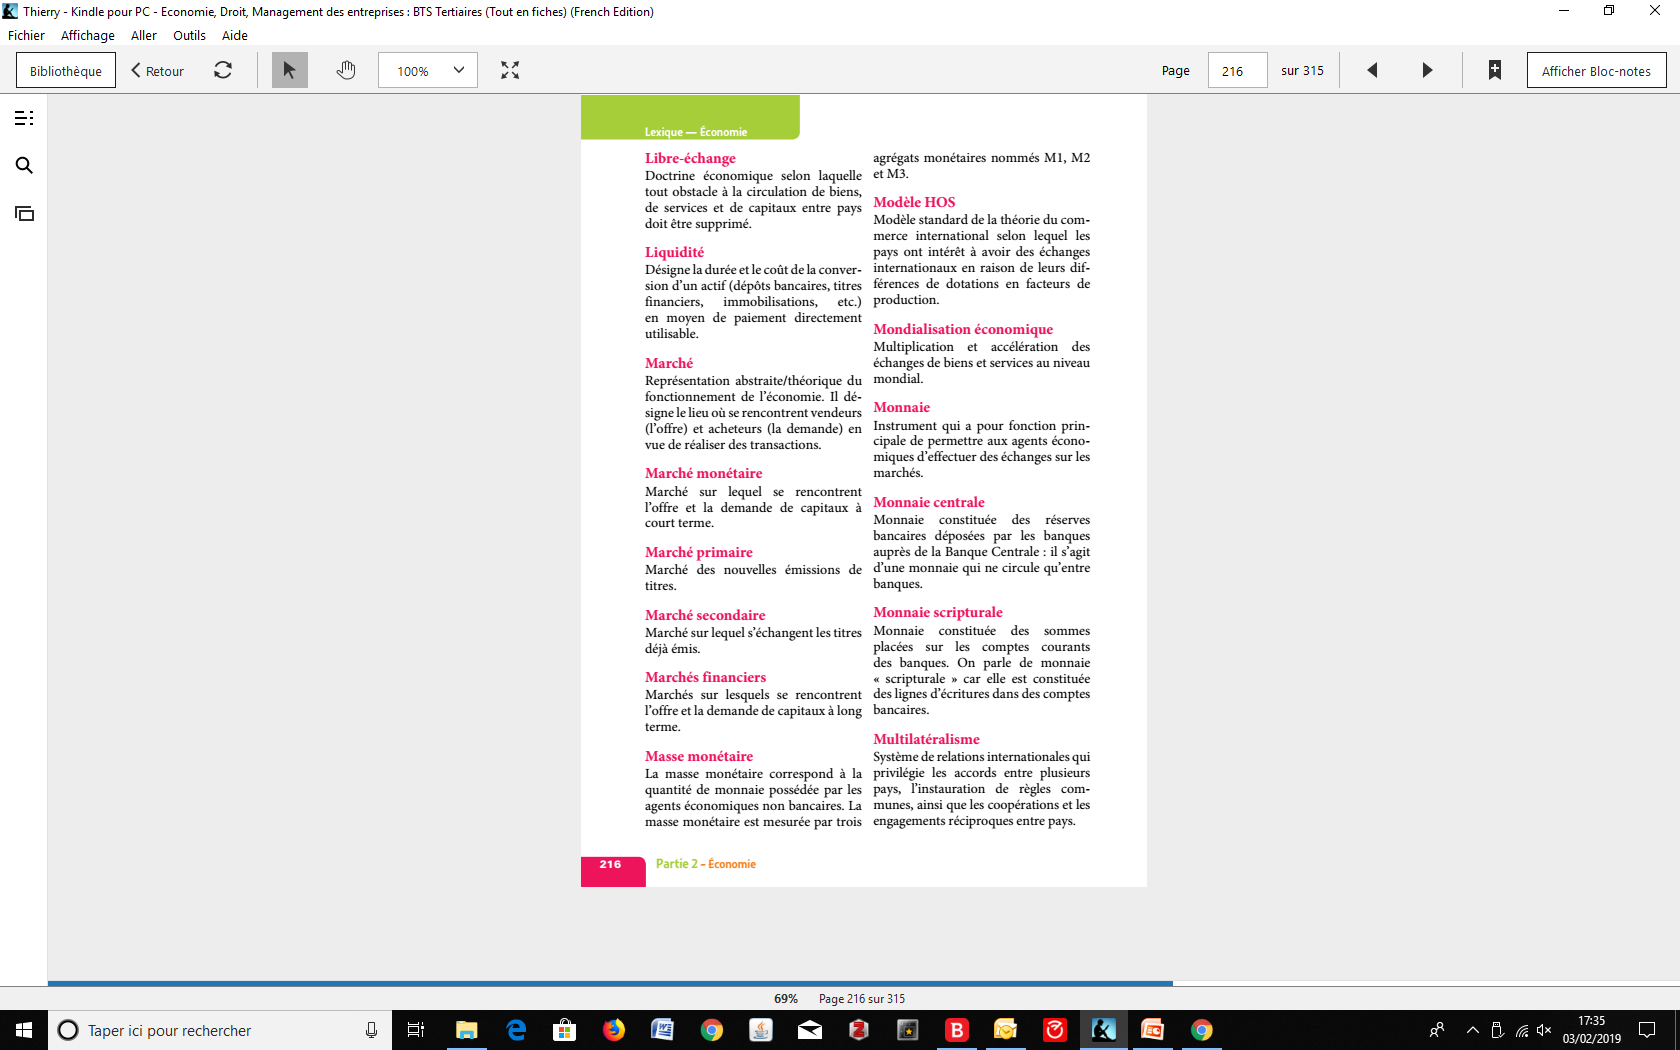 Thierry - Kindle pour PC - Economie, Droit, Management des entreprises : BTS Tertiaires (Tout en fiches) (French Edition)
Fichier Affichage Aller Outils Aide
Bibliothèque Retour 100% Page 216 sur 315 Afficher Bloc-notes
Lexique — Économie
Libre-échange
Doctrine économique selon laquelle
tout obstacle à la circulation de biens,
de services et de capitaux entre pays
doit être supprimé.
Liquidité
Désigne la durée et le coût de la conver-
sion d’un actif (dépôts bancaires, titres
financiers, immobilisations, etc.)
en moyen de paiement directement
utilisable.
Marché
Représentation abstraite/théorique du
fonctionnement de l’économie. Il dé-
signe le lieu où se rencontrent vendeurs
(l’offre) et acheteurs (la demande) en
vue de réaliser des transactions.
Marché monétaire
Marché sur lequel se rencontrent
l’offre et la demande de capitaux à
court terme.
Marché primaire
Marché des nouvelles émissions de
titres.
Marché secondaire
Marché sur lequel s’échangent les titres
déjà émis.
Marchés financiers
Marchés sur lesquels se rencontrent
l’offre et la demande de capitaux à long
terme.
Masse monétaire
La masse monétaire correspond à la
quantité de monnaie possédée par les
agents économiques non bancaires. La
masse monétaire est mesurée par trois
agrégats monétaires nommés M1, M2
et M3.
Modèle HOS
Modèle standard de la théorie du com-
merce international selon lequel les
pays ont intérêt à avoir des échanges
internationaux en raison de leurs dif-
férences de dotations en facteurs de
production.
Mondialisation économique
Multiplication et accélération des
échanges de biens et services au niveau
mondial.
Monnaie
Instrument qui a pour fonction prin-
cipale de permettre aux agents écono-
miques d’effectuer des échanges sur les
marchés.
Monnaie centrale
Monnaie constituée des réserves
bancaires déposées par les banques
auprès de la Banque Centrale : il s’agit
d’une monnaie qui ne circule qu’entre
banques.
Monnaie scripturale
Monnaie constituée des sommes
placées sur les comptes courants
des banques. On parle de monnaie
« scripturale » car elle est constituée
des lignes d’écritures dans des comptes
bancaires.
Multilatéralisme
Système de relations internationales qui
privilégie les accords entre plusieurs
pays, l’instauration de règles com-
munes, ainsi que les coopérations et les
engagements réciproques entre pays.
216 Partie 2 - Économie
69% Page 216 sur 315
Taper ici pour rechercher
17:35
03/02/2019